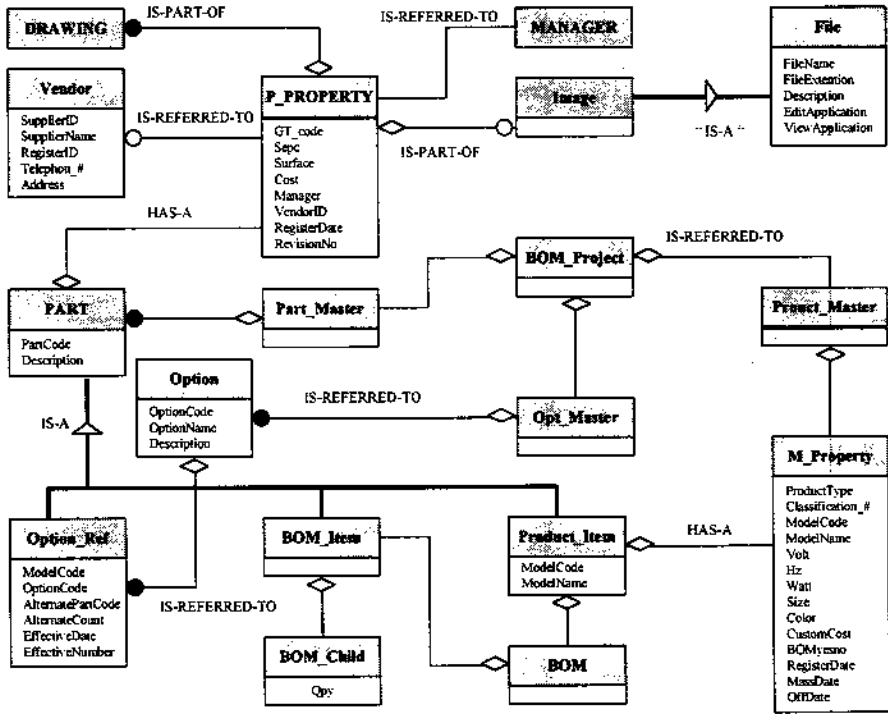 IS-PART-OF
IS-REFERRED-TO
DRAWING
MANAGER
File
FileName
FileExtention
Description
EditApplication
ViewApplication
Vendor
SupplierID
SupplierName
RegisterID
Telephon_#
Address
IS-REFERRED-TO
P_PROPERTY
GT_code
Sepc
Surface
Cost
Manager
VendorID
RegisterDate
RevisionNo
Image
IS-A
IS-PART-OF
HAS-A
PART
PartCode
Description
Part_Master
BOM_Project
IS-REFERRED-TO
Prouct_Master
Option
OptionCode
OptionName
Description
IS-REFERRED-TO
Opt_Master
IS-A
M_Property
ProductType
Classification_#
ModelCode
ModelName
Volt
Hz
Watt
Size
Color
CustomCost
BOMyesno
RegisterDate
MassDate
OffDate
Option_Ref
ModelCode
OptionCode
AlternatePartCode
AlternateCount
EffectiveDate
EffectiveNumber
IS-REFERRED-TO
BOM_Item
Product_Item
ModelCode
ModelName
HAS-A
BOM_Child
Qpy
BOM